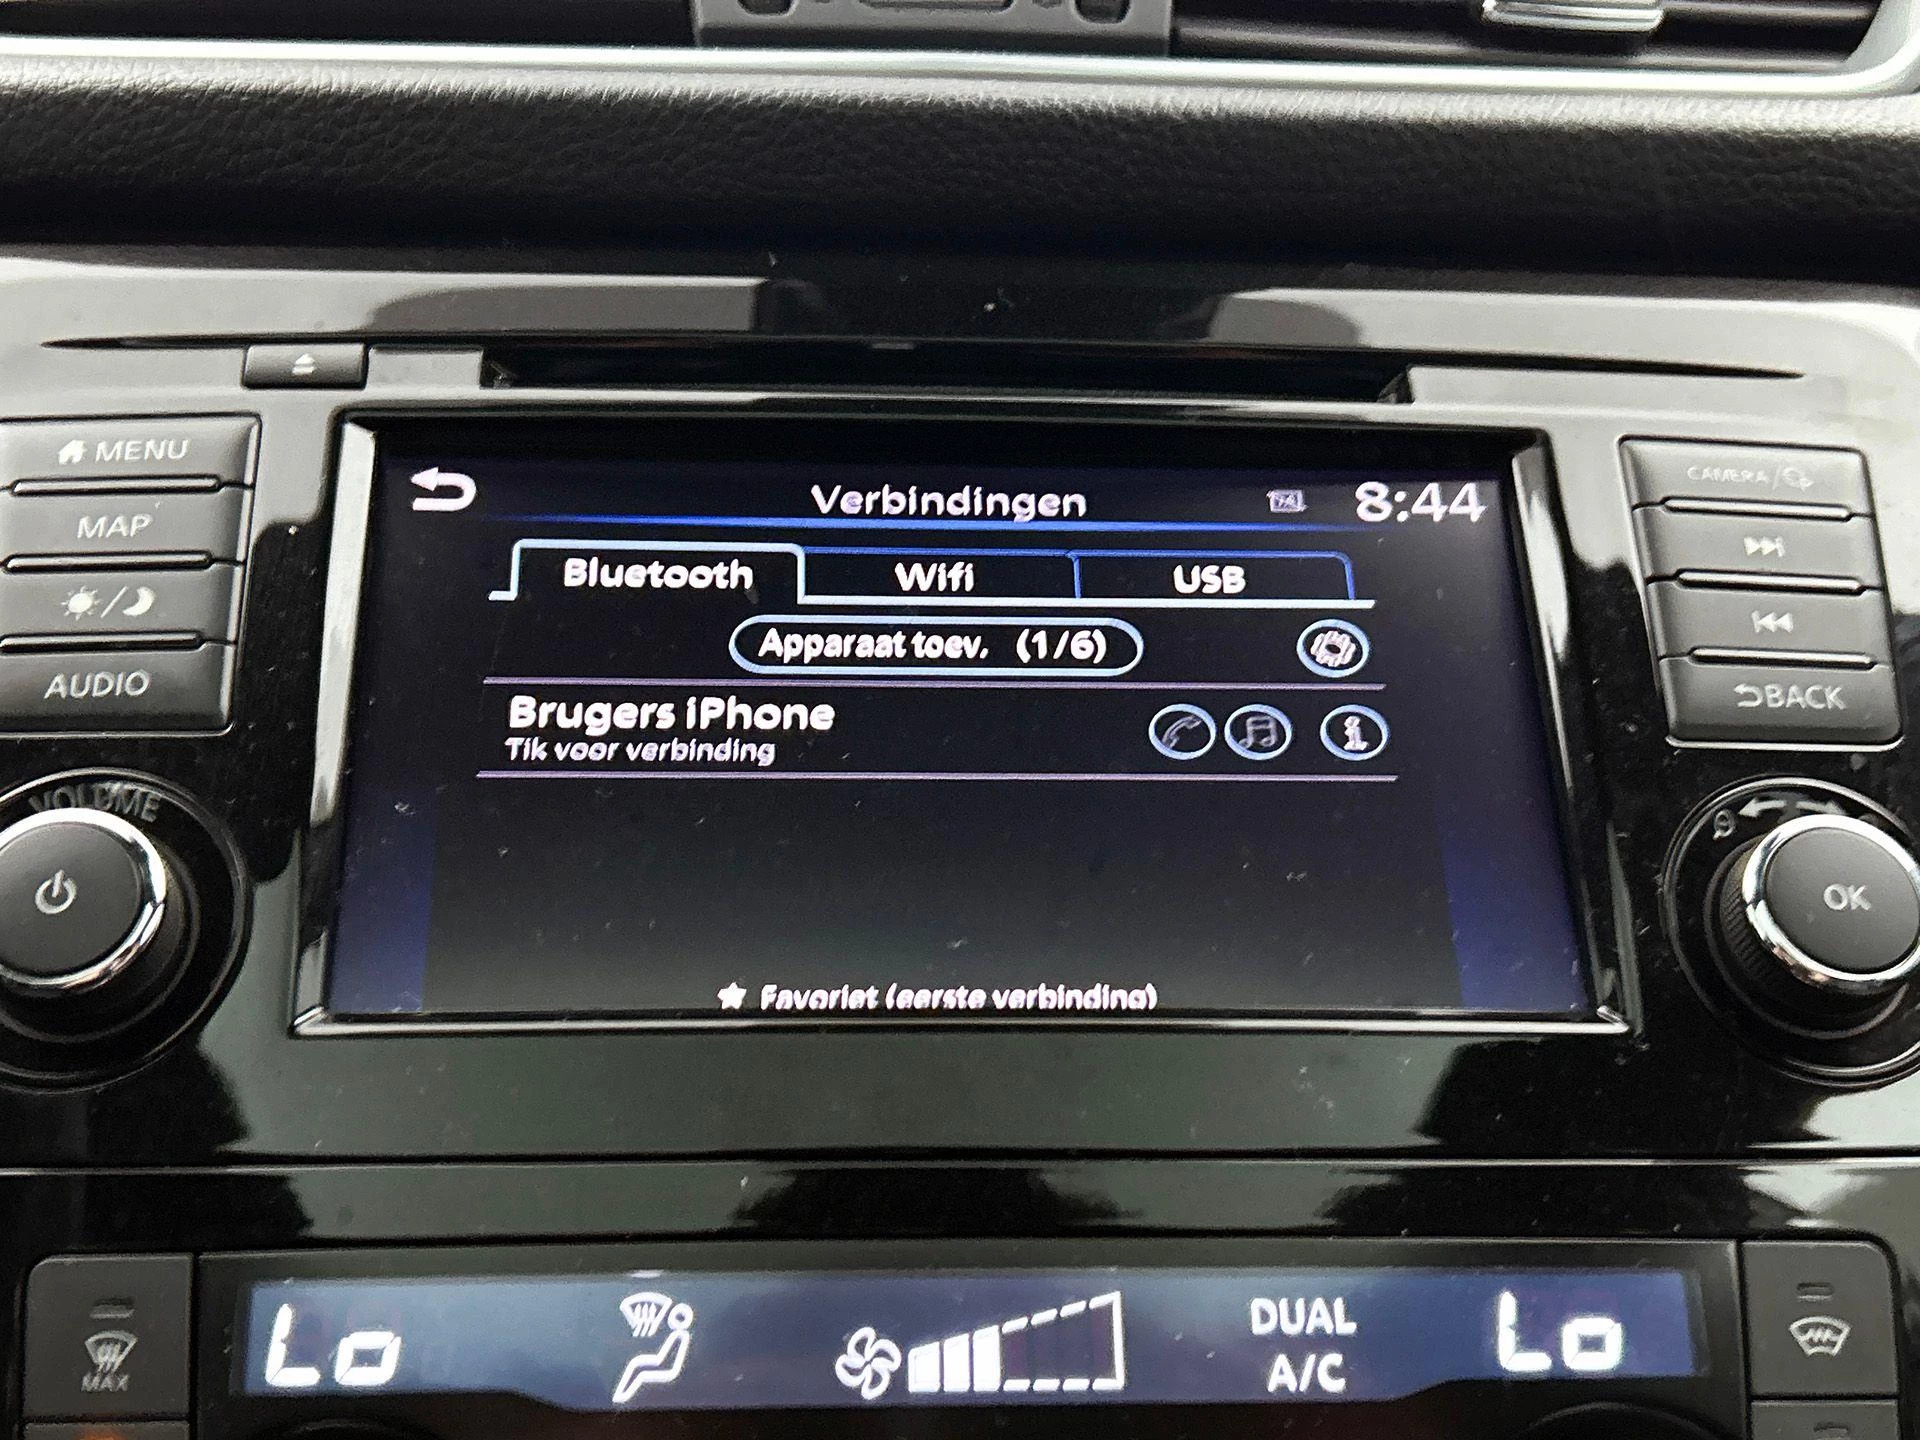 MENU
MAP
AUDIO
VOLUME
Verbindingen
8:44
Bluetooth
Wifi
USB
Apparaat toev. (1/6)
Brugers iPhone
Tik voor verbinding
Favoriet (eerste verbinding)
CAMERA/
BACK
OK
MAX
Lo
DUAL
A/C
Lo